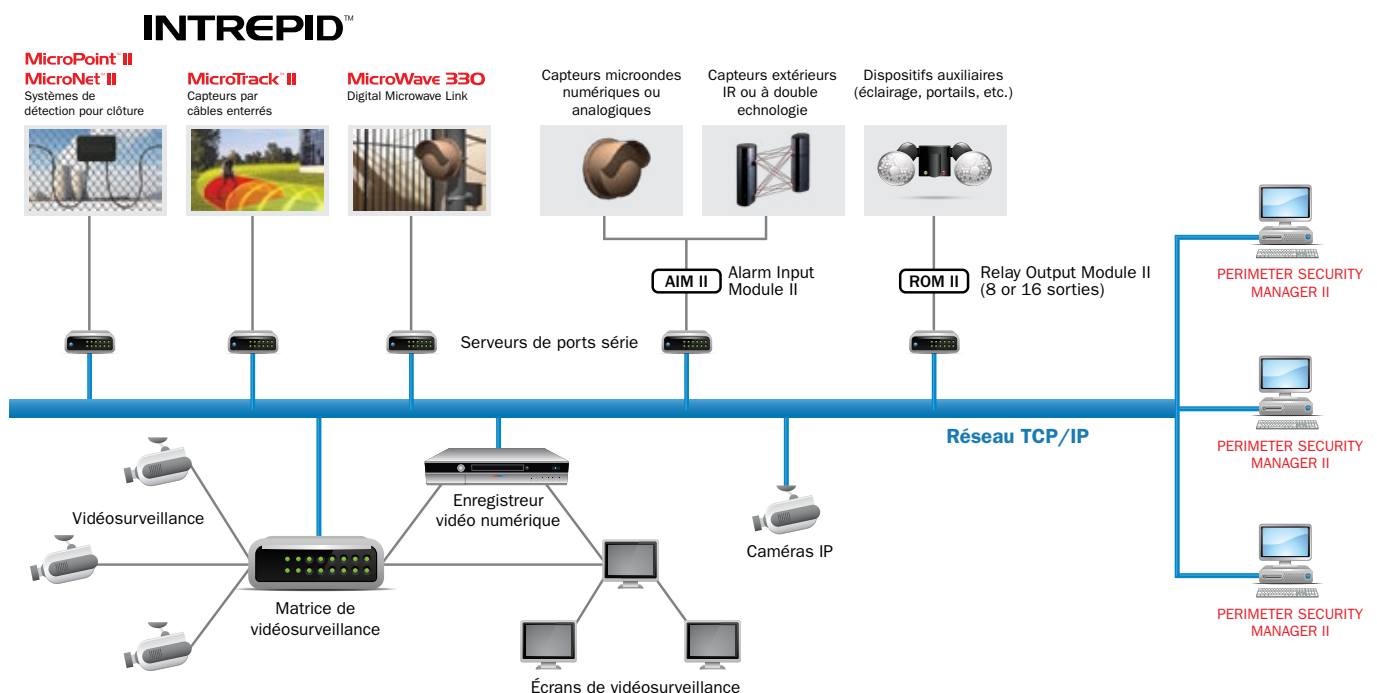 INTREPID™
MicroPoint™ II
MicroNet™ II
Systèmes de
détection pour clôture
MicroTrack™ II
Capteurs par
câbles enterrés
MicroWave 330
Digital Microwave Link
Capteurs microondes
numériques ou
analogiques
Capteurs extérieurs
IR ou à double
echnologie
Dispositifs auxiliaires
(éclairage, portails, etc.)
AIM II
Alarm Input
Module II
ROM II
Relay Output Module II
(8 or 16 sorties)
PERIMETER SECURITY
MANAGER II
Serveurs de ports série
Réseau TCP/IP
PERIMETER SECURITY
MANAGER II
Vidéosurveillance
Enregistreur
vidéo numérique
Caméras IP
Matrice de
vidéosurveillance
PERIMETER SECURITY
MANAGER II
Écrans de vidéosurveillance